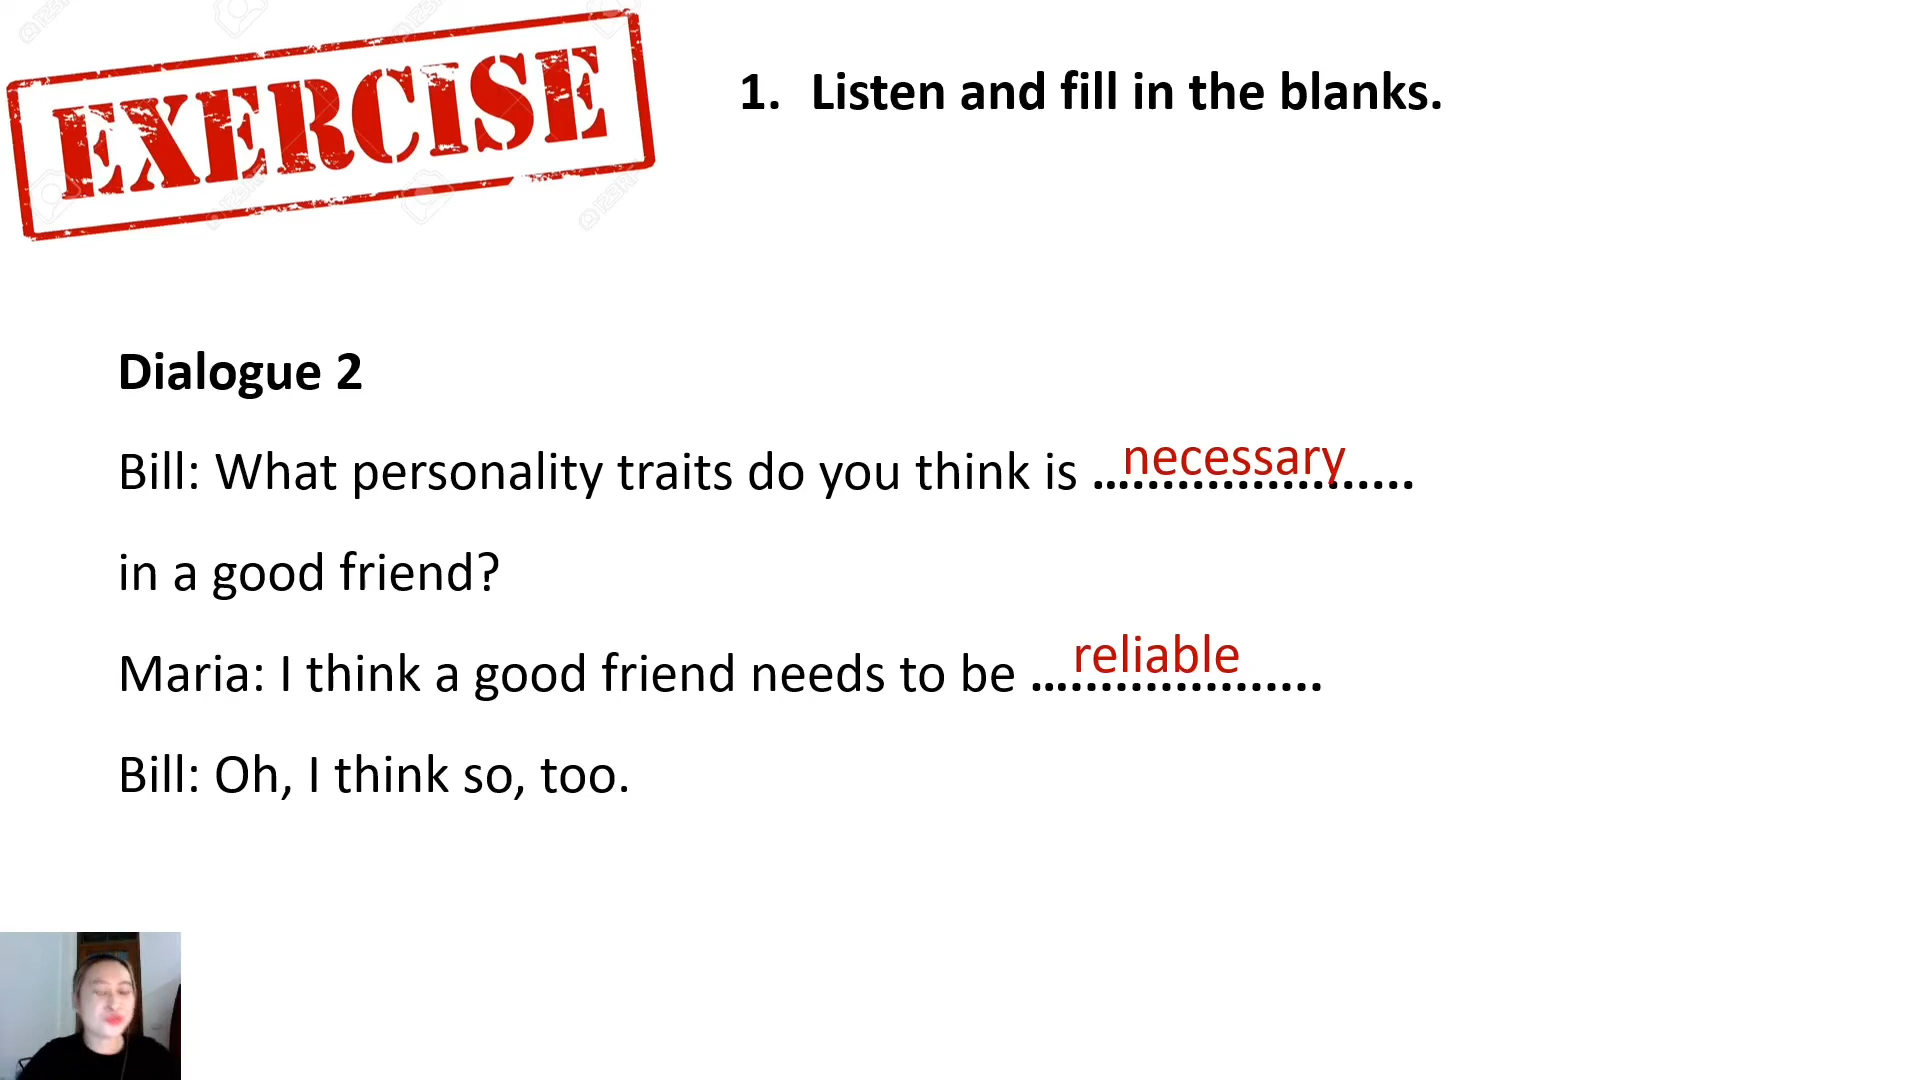 EXERCISE
1. Listen and fill in the blanks.
Dialogue 2
Bill: What personality traits do you think is ...necessary......
in a good friend?
Maria: I think a good friend needs to be ...reliable......
Bill: Oh, I think so, too.